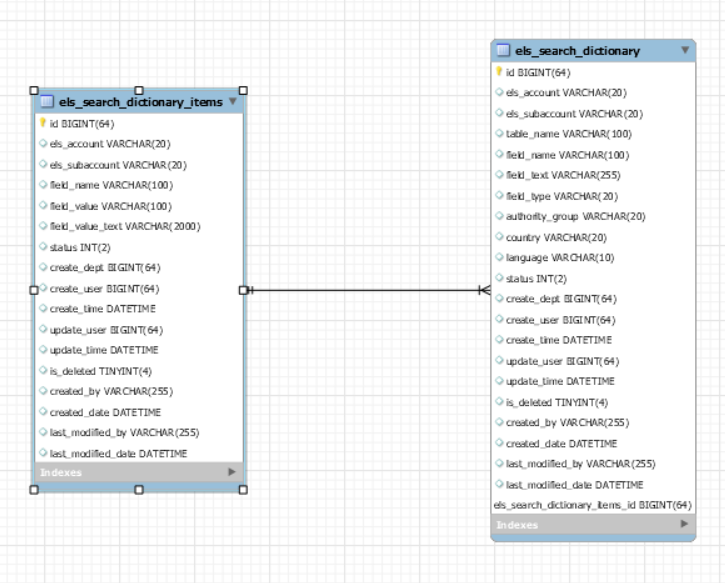 els_search_dictionary_items
id BIGINT(64)
els_account VARCHAR(20)
els_subaccount VARCHAR(20)
field_name VARCHAR(100)
field_value VARCHAR(100)
field_value_text VARCHAR(2000)
status INT(2)
create_dept BIGINT(64)
create_user BIGINT(64)
create_time DATETIME
update_user BIGINT(64)
update_time DATETIME
is_deleted TINYINT(4)
created_by VARCHAR(255)
created_date DATETIME
last_modified_by VARCHAR(255)
last_modified_date DATETIME
Indexes
els_search_dictionary
id BIGINT(64)
els_account VARCHAR(20)
els_subaccount VARCHAR(20)
table_name VARCHAR(100)
field_name VARCHAR(100)
field_text VARCHAR(255)
field_type VARCHAR(20)
authority_group VARCHAR(20)
country VARCHAR(20)
language VARCHAR(10)
status INT(2)
create_dept BIGINT(64)
create_user BIGINT(64)
create_time DATETIME
update_user BIGINT(64)
update_time DATETIME
is_deleted TINYINT(4)
created_by VARCHAR(255)
created_date DATETIME
last_modified_by VARCHAR(255)
last_modified_date DATETIME
els_search_dictionary_items_id BIGINT(64)
Indexes